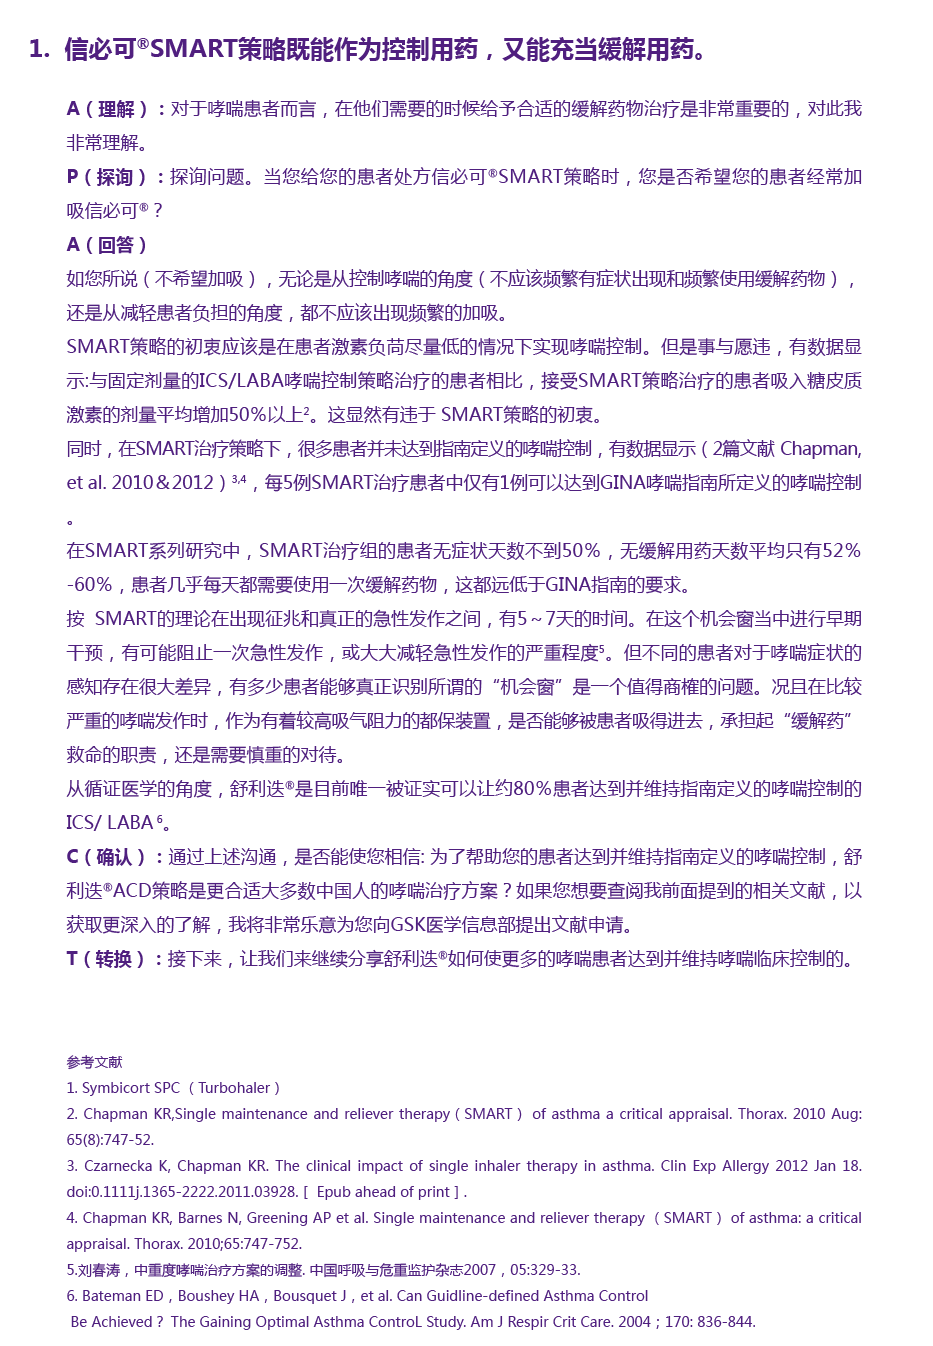 1. 信必可®SMART策略既能作为控制用药，又能充当缓解用药。
A（理解）：对于哮喘患者而言，在他们需要的时候给予合适的缓解药物治疗是非常重要的，对此我
非常理解。
P（探询）：探询问题。当您给您的患者处方信必可®SMART策略时，您是否希望您的患者经常加
吸信必可®？
A（回答）
如您所说（不希望加吸），无论是从控制哮喘的角度（不应该频繁有症状出现和频繁使用缓解药物），
还是从减轻患者负担的角度，都不应该出现频繁的加吸。
SMART策略的初衷应该是在患者激素负荷尽量低的情况下实现哮喘控制。但是事与愿违，有数据显
示:与固定剂量的ICS/LABA哮喘控制策略治疗的患者相比，接受SMART策略治疗的患者吸入糖皮质
激素的剂量平均增加50%以上²。这显然有违于 SMART策略的初衷。
同时，在SMART治疗策略下，很多患者并未达到指南定义的哮喘控制，有数据显示（2篇文献 Chapman,
et al. 2010＆2012）³,⁴，每5例SMART治疗患者中仅有1例可以达到GINA哮喘指南所定义的哮喘控制
。
在SMART系列研究中，SMART治疗组的患者无症状天数不到50%，无缓解用药天数平均只有52%
-60%，患者几乎每天都需要使用一次缓解药物，这都远低于GINA指南的要求。
按 SMART的理论在出现征兆和真正的急性发作之间，有5～7天的时间。在这个机会窗当中进行早期
干预，有可能阻止一次急性发作，或大大减轻急性发作的严重程度⁵。但不同的患者对于哮喘症状的
感知存在很大差异，有多少患者能够真正识别所谓的“机会窗”是一个值得商榷的问题。况且在比较
严重的哮喘发作时，作为有着较高吸气阻力的都保装置，是否能够被患者吸得进去，承担起“缓解药”
救命的职责，还是需要慎重的对待。
从循证医学的角度，舒利迭®是目前唯一被证实可以让约80%患者达到并维持指南定义的哮喘控制的
ICS/ LABA ⁶。
C（确认）：通过上述沟通，是否能使您相信: 为了帮助您的患者达到并维持指南定义的哮喘控制，舒
利迭®ACD策略是更合适大多数中国人的哮喘治疗方案？如果您想要查阅我前面提到的相关文献，以
获取更深入的了解，我将非常乐意为您向GSK医学信息部提出文献申请。
T（转换）：接下来，让我们来继续分享舒利迭®如何使更多的哮喘患者达到并维持哮喘临床控制的。
参考文献
1. Symbicort SPC （Turbohaler）
2. Chapman KR,Single maintenance and reliever therapy（SMART） of asthma a critical appraisal. Thorax. 2010 Aug:
65(8):747-52.
3. Czarnecka K, Chapman KR. The clinical impact of single inhaler therapy in asthma. Clin Exp Allergy 2012 Jan 18.
doi:0.1111j.1365-2222.2011.03928.［ Epub ahead of print］.
4. Chapman KR, Barnes N, Greening AP et al. Single maintenance and reliever therapy （SMART） of asthma: a critical
appraisal. Thorax. 2010;65:747-752.
5.刘春涛，中重度哮喘治疗方案的调整. 中国呼吸与危重监护杂志2007，05:329-33.
6. Bateman ED，Boushey HA，Bousquet J，et al. Can Guidline-defined Asthma Control
Be Achieved？ The Gaining Optimal Asthma ControL Study. Am J Respir Crit Care. 2004；170: 836-844.